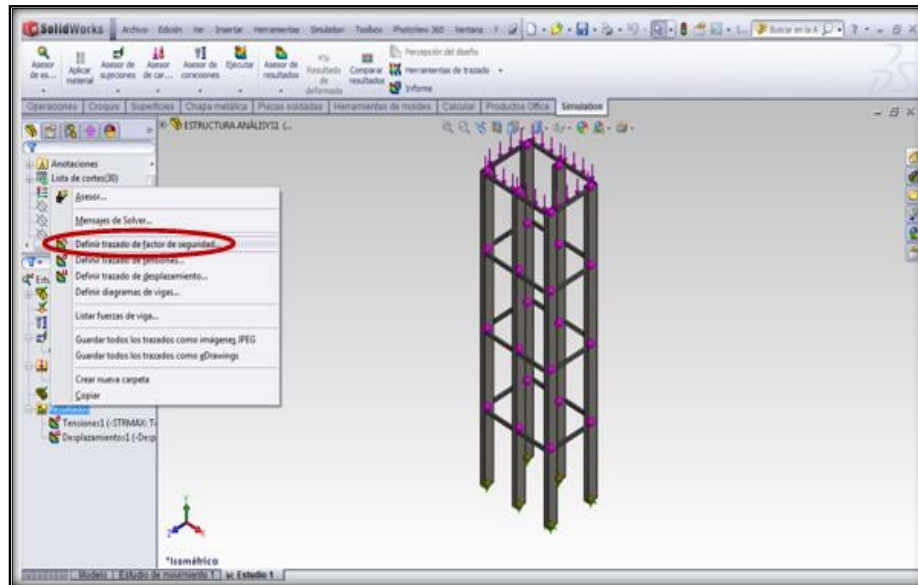 SolidWorks Archivo Edición Ver Insertar Herramientas Simulation Toolbox PhotoView 360 Ventana ?
Asesor de es...
Aplicar material
Asesor de sujeciones
Asesor de car...
Asesor de conexiones
Ejecutar
Asesor de resultados
Resultado de deformada
Comparar resultados
Percepción del diseño
Herramientas de trazado
Informe
Operaciones Croquis Superficies Chapa metálica Piezas soldadas Herramientas de moldes Calcular Productos Office Simulation
ESTRUCTURA ANÁLISYS1 (...
Anotaciones
Lista de cortes(30)
Asesor...
Mensajes de Solver...
Definir trazado de factor de seguridad...
Definir trazado de tensiones...
Definir trazado de desplazamiento...
Definir diagramas de vigas...
Listar fuerzas de viga...
Guardar todos los trazados como imágenes JPEG
Guardar todos los trazados como eDrawings
Crear nueva carpeta
Copiar
Resultados
Tensiones1 (-STRMAX: T
Desplazamientos1 (-Desp
*Isométrica
Modelo Estudio de movimiento 1 Estudio 1